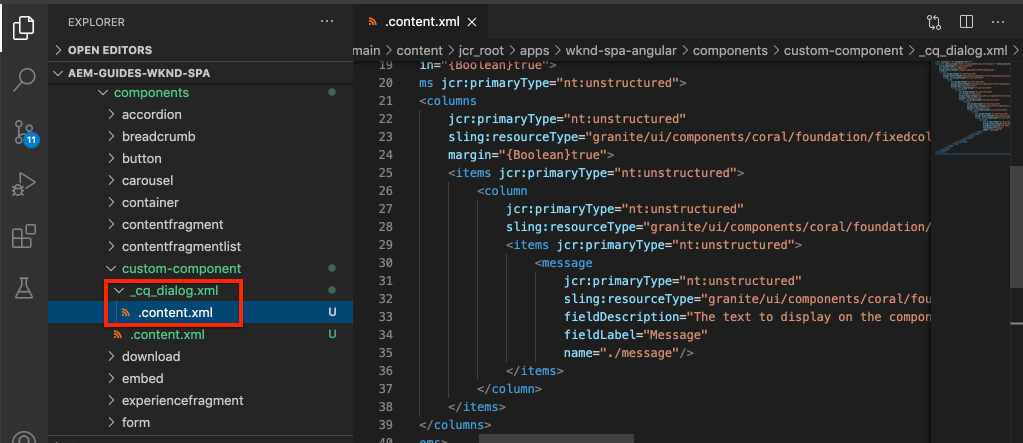 EXPLORER
OPEN EDITORS
AEM-GUIDES-WKND-SPA
components
accordion
breadcrumb
button
carousel
container
contentfragment
contentfragmentlist
custom-component
_cq_dialog.xml
.content.xml U
.content.xml U
download
embed
experiencefragment
form
11
.content.xml
main > content > jcr_root > apps > wknd-spa-angular > components > custom-component > _cq_dialog.xml >
19 in="{Boolean}true">
20 ms jcr:primaryType="nt:unstructured">
21 <columns
22 jcr:primaryType="nt:unstructured"
23 sling:resourceType="granite/ui/components/coral/foundation/fixedcol
24 margin="{Boolean}true">
25 <items jcr:primaryType="nt:unstructured">
26 <column
27 jcr:primaryType="nt:unstructured"
28 sling:resourceType="granite/ui/components/coral/foundation/
29 <items jcr:primaryType="nt:unstructured">
30 <message
31 jcr:primaryType="nt:unstructured"
32 sling:resourceType="granite/ui/components/coral/fou
33 fieldDescription="The text to display on the compon
34 fieldLabel="Message"
35 name="./message"/>
36 </items>
37 </column>
38 </items>
39 </columns>
40 ems>